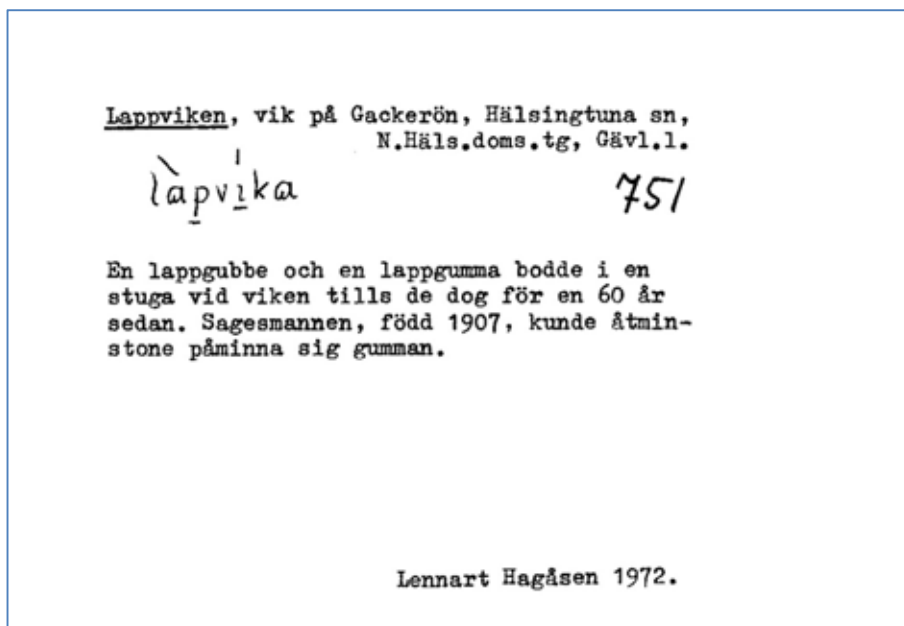 Lappviken, vik på Gackerön, Hälsingtuna sn,
N.Häls.doms.tg, Gävl.l.
làpvíka 751
En lappgubbe och en lappgumma bodde i en
stuga vid viken tills de dog för en 60 år
sedan. Sagesmannen, född 1907, kunde åtmin-
stone påminna sig gumman.
Lennart Hagåsen 1972.